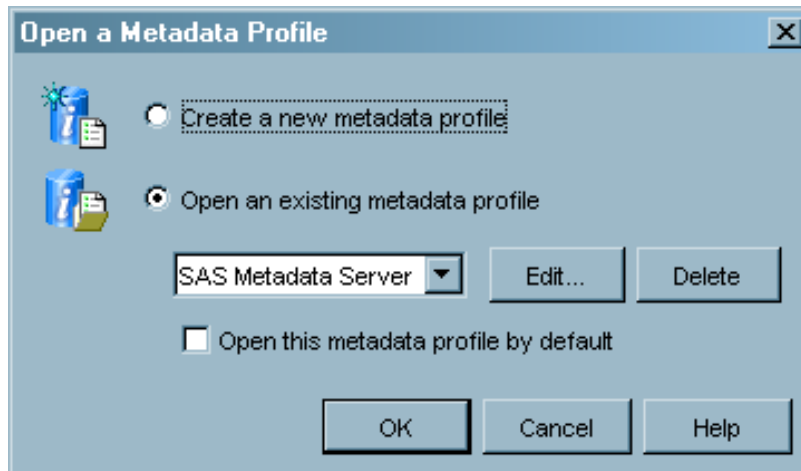 Open a Metadata Profile
Create a new metadata profile
Open an existing metadata profile
SAS Metadata Server
Edit...
Delete
Open this metadata profile by default
OK
Cancel
Help